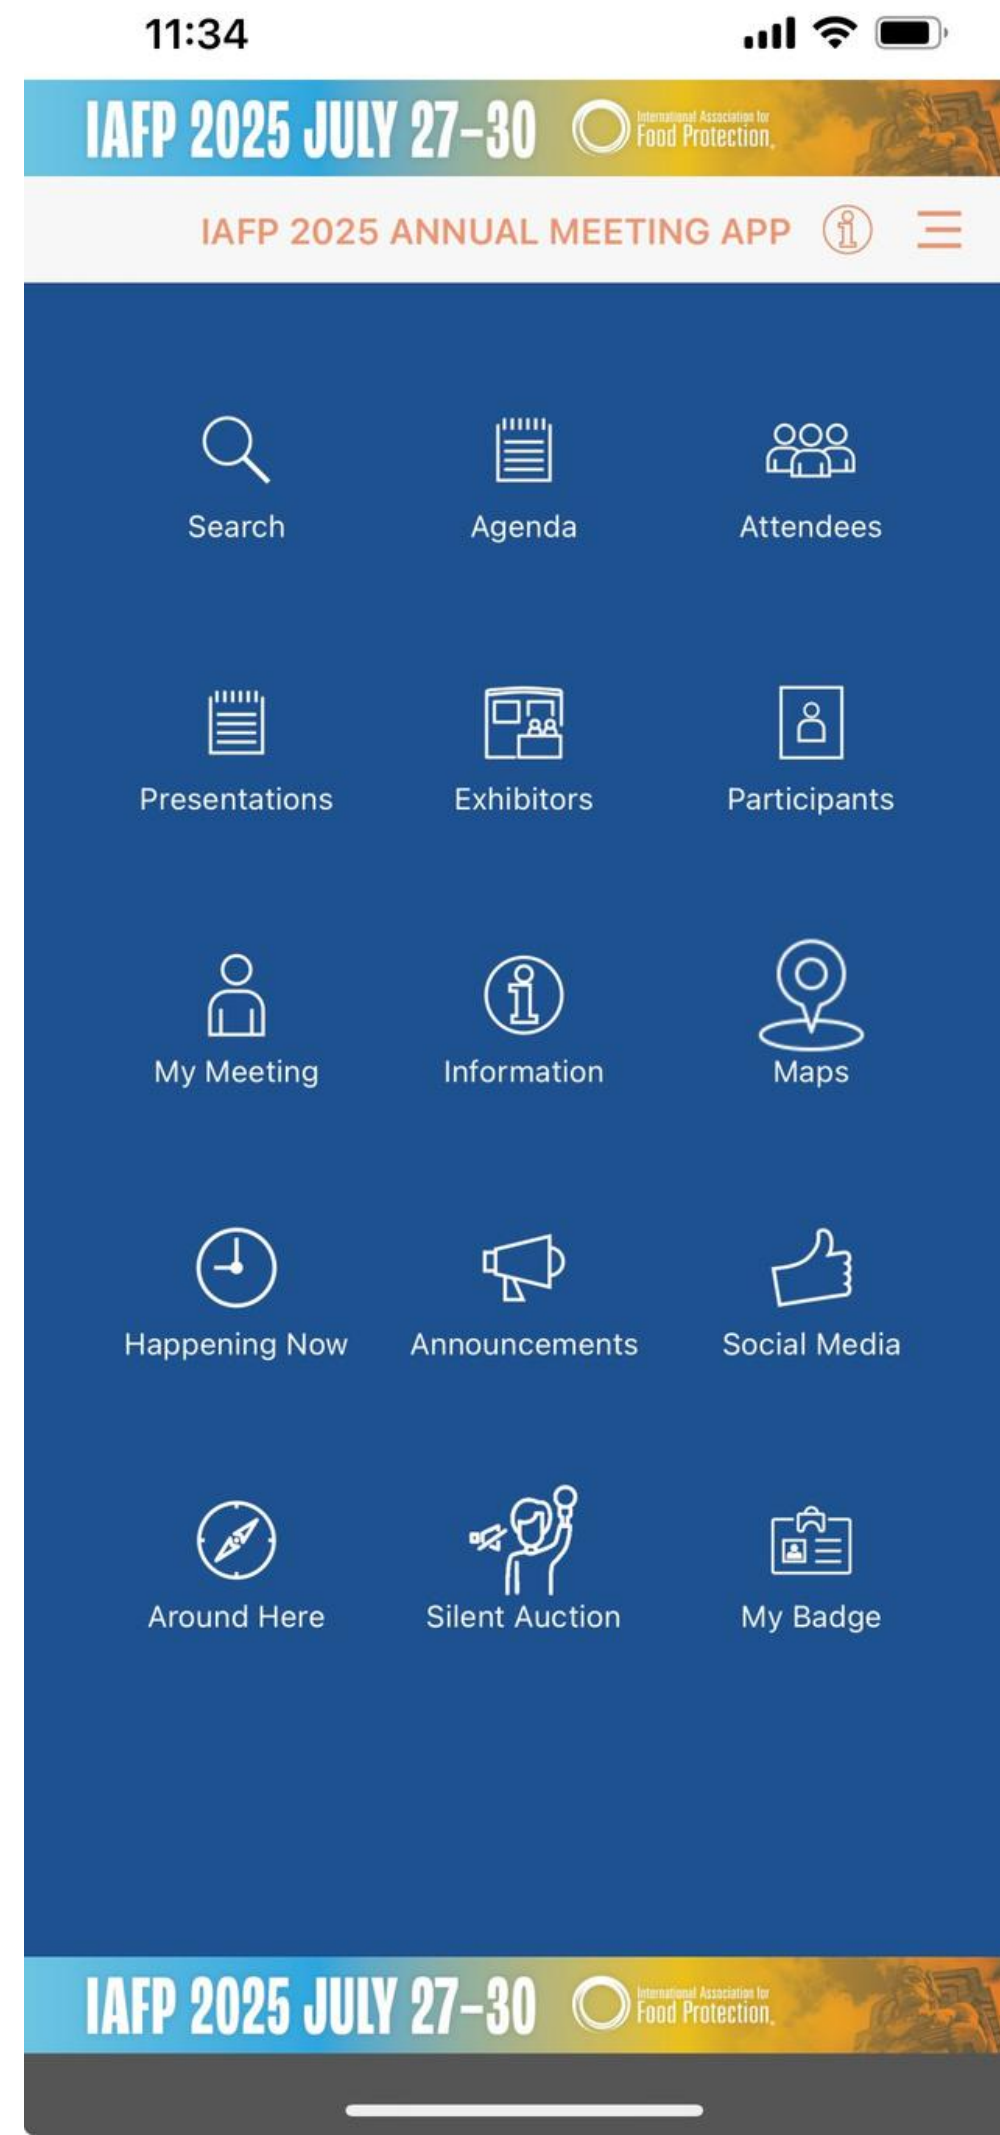 11:34
IAFP 2025 JULY 27–30
International Association for
Food Protection.
IAFP 2025 ANNUAL MEETING APP
Search
Agenda
Attendees
Presentations
Exhibitors
Participants
My Meeting
Information
Maps
Happening Now
Announcements
Social Media
Around Here
Silent Auction
My Badge
IAFP 2025 JULY 27–30
International Association for
Food Protection.